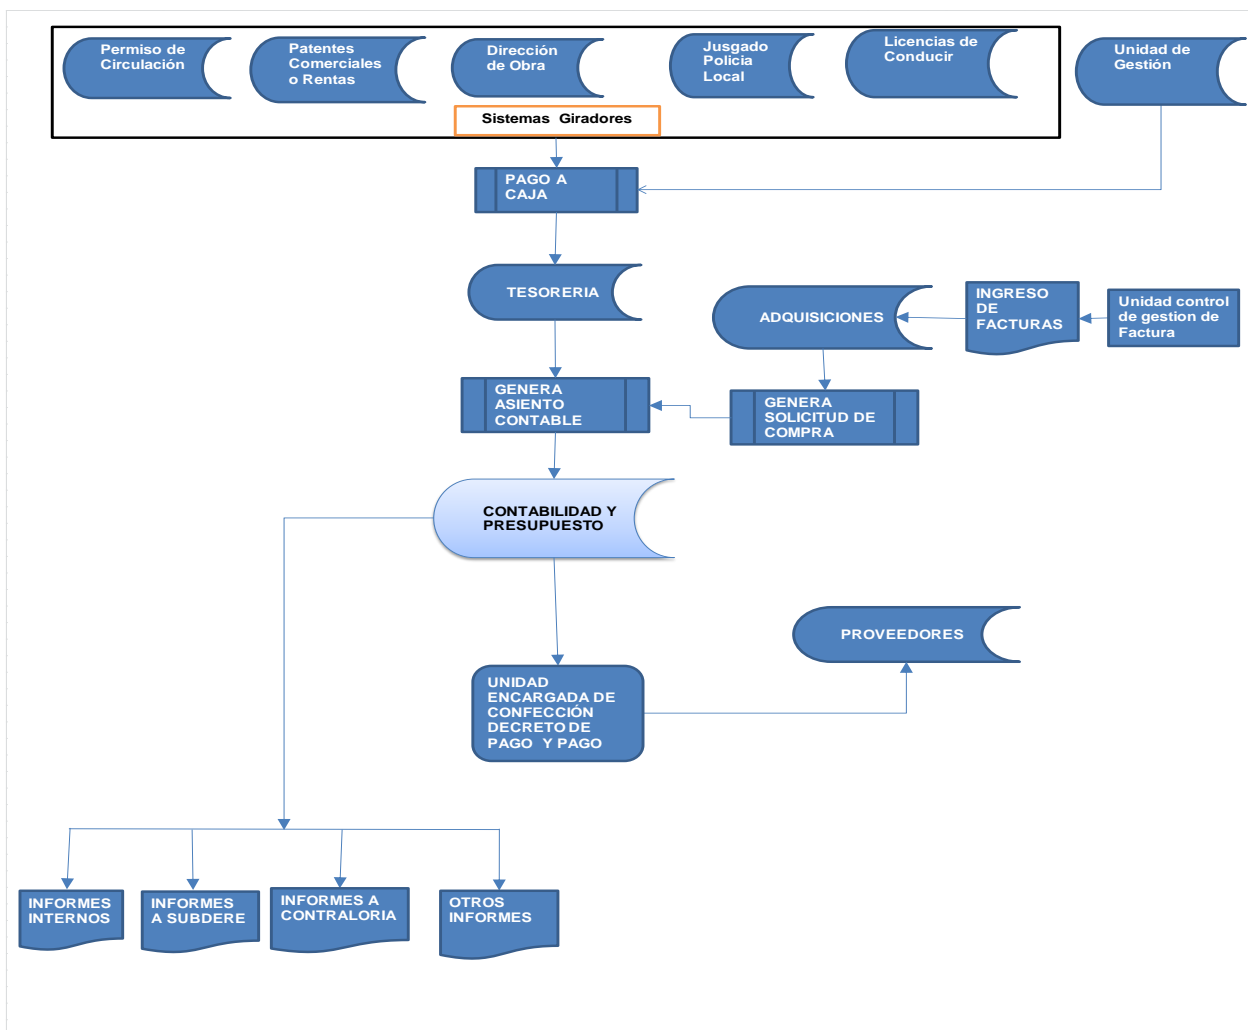 Permiso de
Circulación
Patentes
Comerciales
o Rentas
Dirección
de Obra
Jusgado
Policia
Local
Licencias de
Conducir
Unidad de
Gestión
Sistemas Giradores
PAGO A
CAJA
TESORERIA
ADQUISICIONES
INGRESO
DE
FACTURAS
Unidad control
de gestion de
Factura
GENERA
ASIENTO
CONTABLE
GENERA
SOLICITUD DE
COMPRA
CONTABILIDAD Y
PRESUPUESTO
PROVEEDORES
UNIDAD
ENCARGADA DE
CONFECCIÓN
DECRETO DE
PAGO Y PAGO
INFORMES
INTERNOS
INFORMES
A SUBDERE
INFORMES A
CONTRALORIA
OTROS
INFORMES